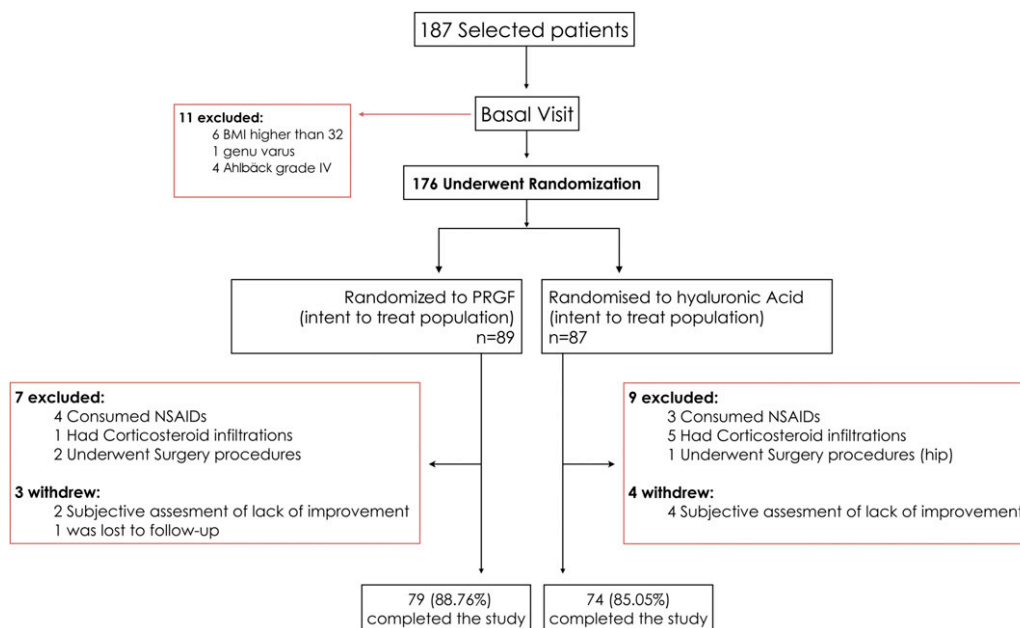 187 Selected patients
Basal Visit
11 excluded:
6 BMI higher than 32
1 genu varus
4 Ahlbäck grade IV
176 Underwent Randomization
Randomized to PRGF
(intent to treat population)
n=89
Randomised to hyaluronic Acid
(intent to treat population)
n=87
7 excluded:
4 Consumed NSAIDs
1 Had Corticosteroid infiltrations
2 Underwent Surgery procedures
3 withdrew:
2 Subjective assesment of lack of improvement
1 was lost to follow-up
9 excluded:
3 Consumed NSAIDs
5 Had Corticosteroid infiltrations
1 Underwent Surgery procedures (hip)
4 withdrew:
4 Subjective assesment of lack of improvement
79 (88.76%)
completed the study
74 (85.05%)
completed the study